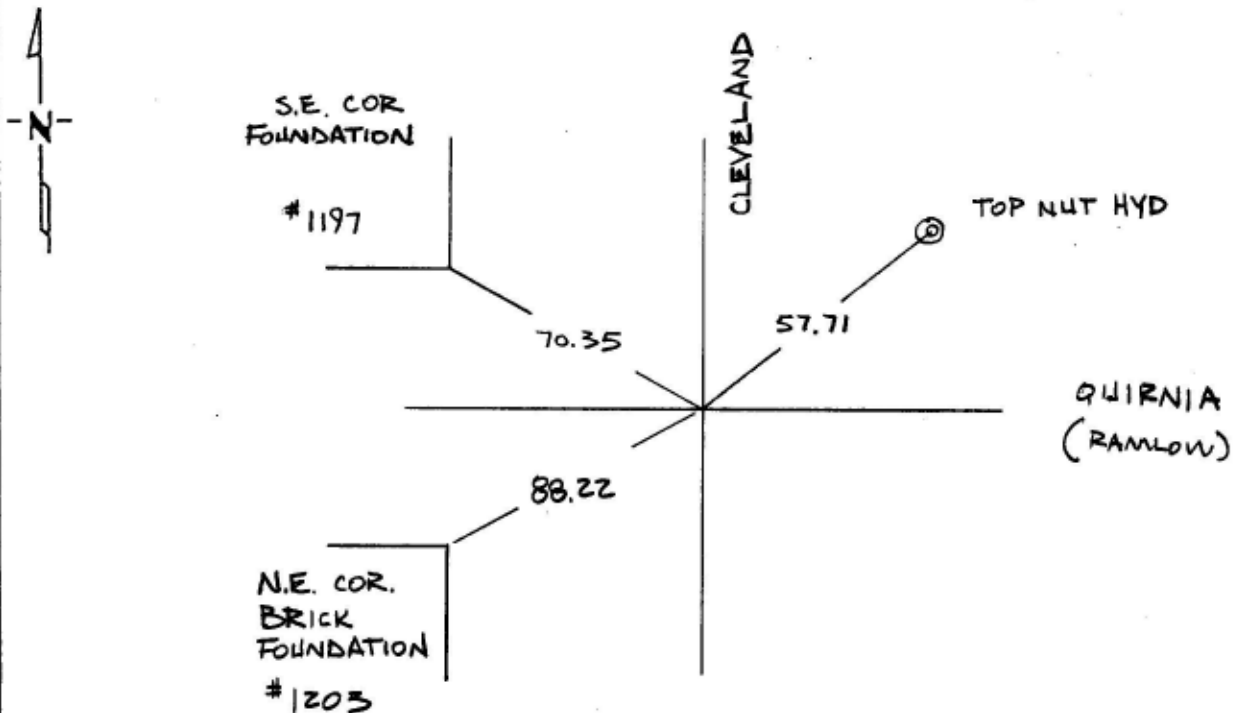 N
S.E. COR
FOUNDATION
#1197
CLEVELAND
TOP NUT HYD
70.35
57.71
QUIRNIA
(RAMLOW)
88.22
N.E. COR.
BRICK
FOUNDATION
#1203